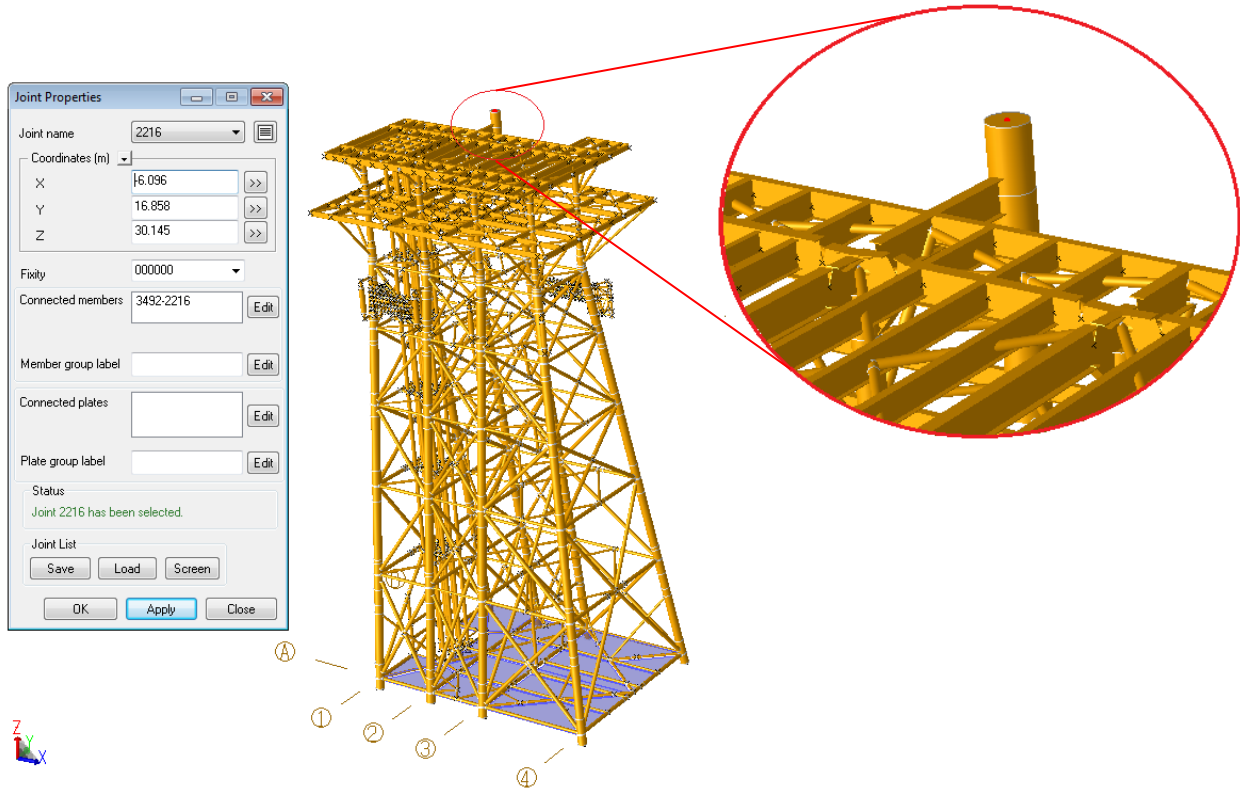 Joint Properties
Joint name
2216
Coordinates (m)
X
-6.096
Y
16.858
Z
30.145
>>
>>
>>
Fixity
000000
Connected members
3492-2216
Edit
Member group label
Edit
Connected plates
Edit
Plate group label
Edit
Status
Joint 2216 has been selected.
Joint List
Save Load Screen
OK Apply Close
A
1
2
3
4
Z
Y
X